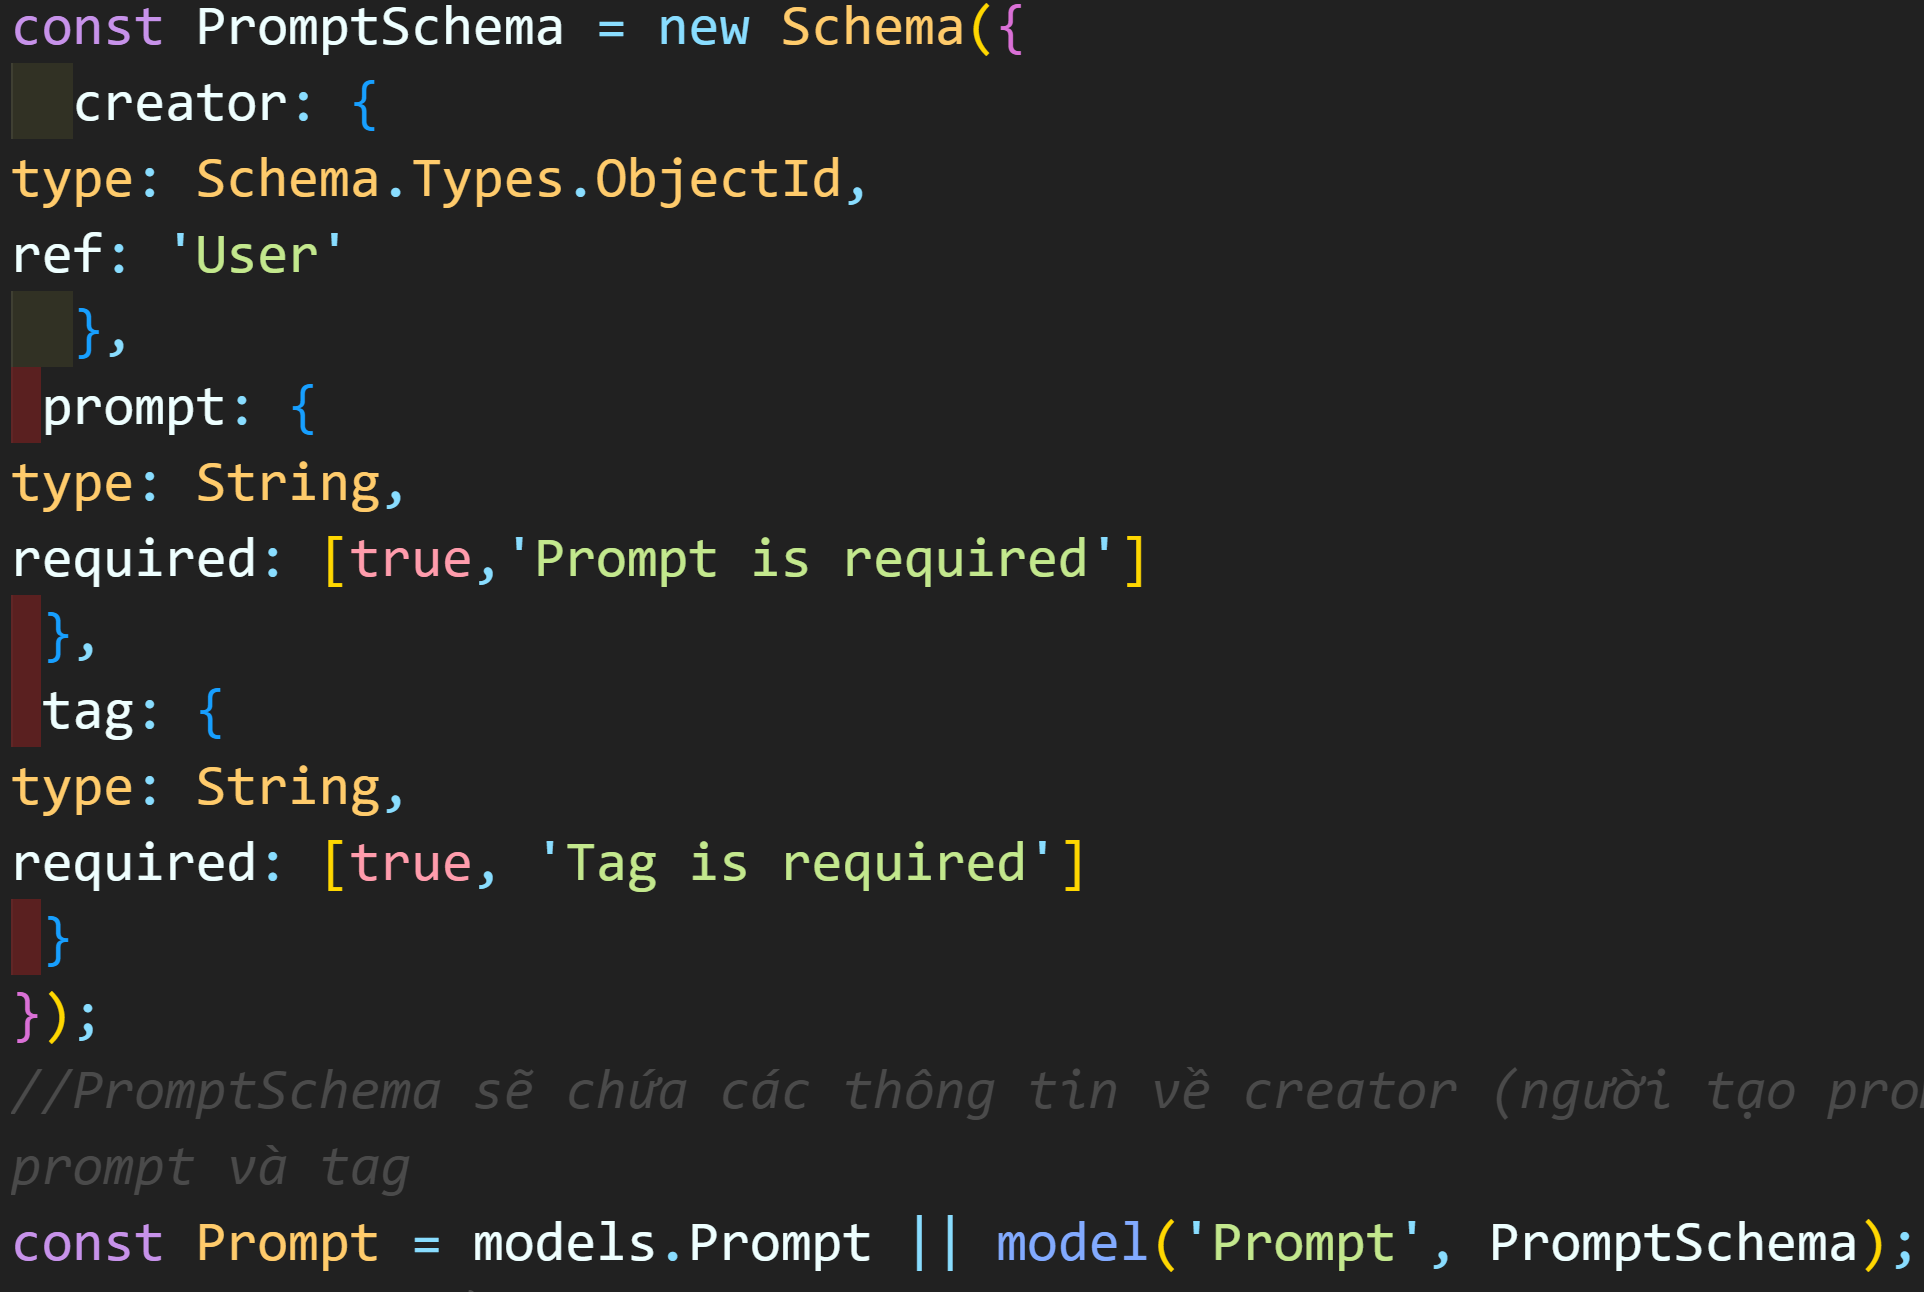 const PromptSchema = new Schema({
  creator: {
type: Schema.Types.ObjectId,
ref: 'User'
  },
 prompt: {
type: String,
required: [true,'Prompt is required']
 },
 tag: {
type: String,
required: [true, 'Tag is required']
 }
});
//PromptSchema sẽ chứa các thông tin về creator (người tạo
prompt và tag
const Prompt = models.Prompt || model('Prompt', PromptSchema);